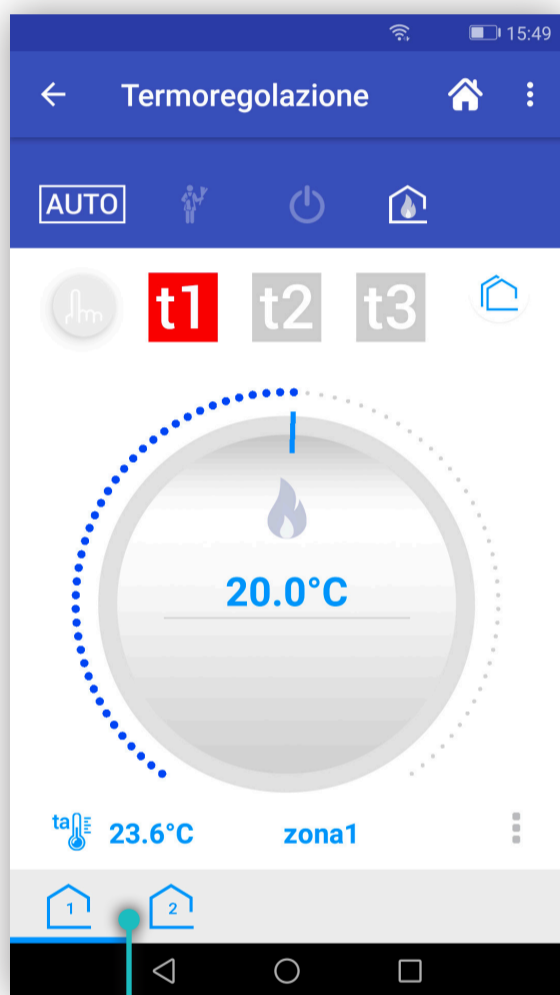 15:49
Termoregolazione
AUTO
t1 t2 t3
20.0°C
ta 23.6°C zona1
1 2